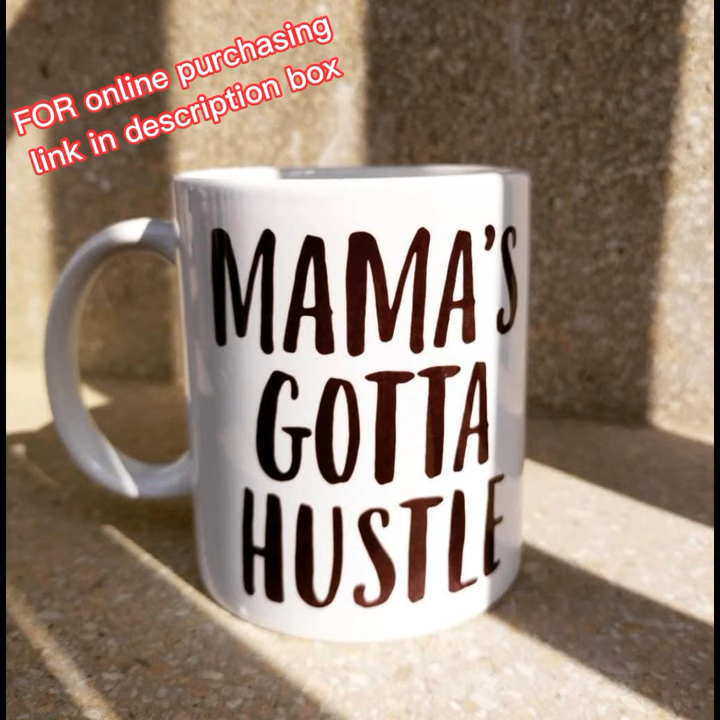 FOR online purchasing
link in description box
MAMA'S
GOTTA
HUSTLE